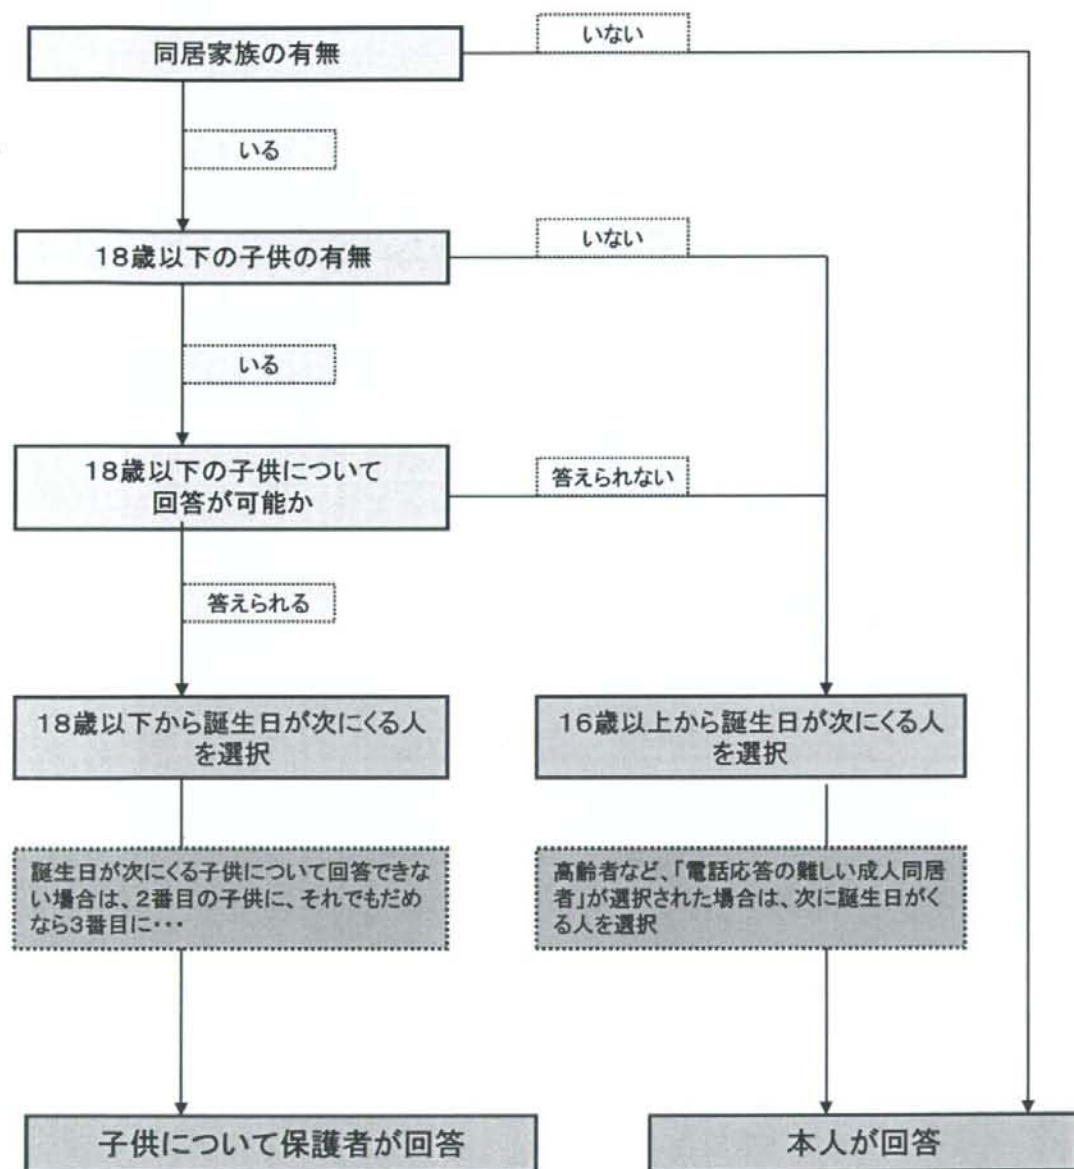 同居家族の有無
いない
いる
18歳以下の子供の有無
いない
いる
18歳以下の子供について
回答が可能か
答えられない
答えられる
18歳以下から誕生日が次にくる人
を選択
16歳以上から誕生日が次にくる人
を選択
誕生日が次にくる子供について回答できな
い場合は、2番目の子供に、それでもだめ
なら3番目に・・・
高齢者など、「電話応答の難しい成人同居
者」が選択された場合は、次に誕生日がく
る人を選択
子供について保護者が回答
本人が回答